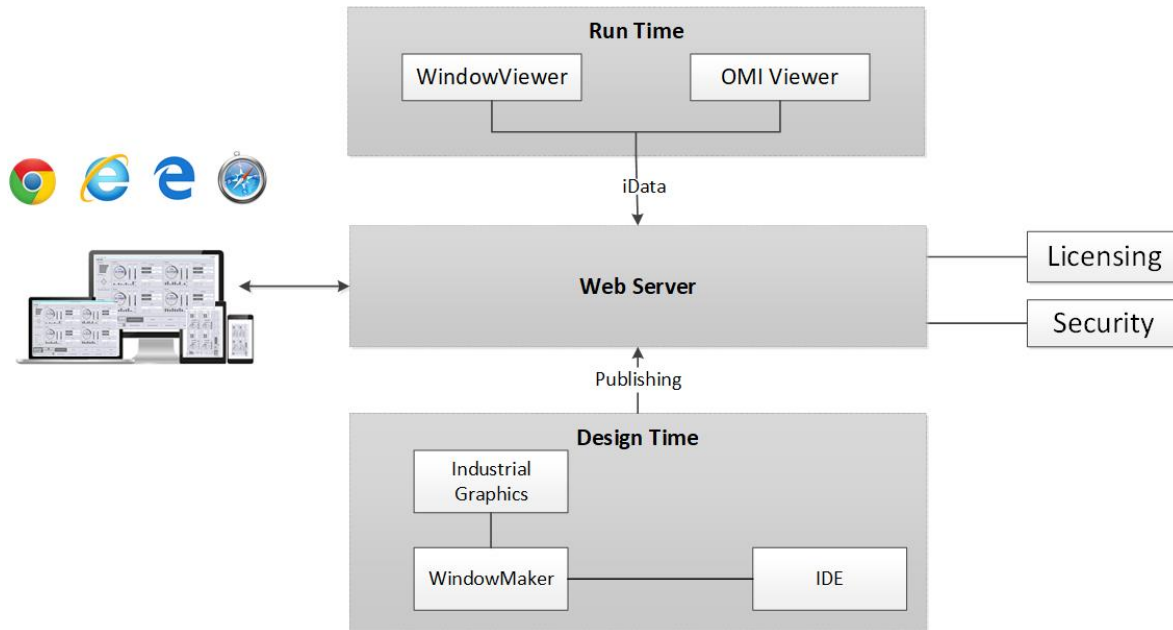 Run Time
WindowViewer
OMI Viewer
iData
Web Server
Licensing
Security
Publishing
Design Time
Industrial
Graphics
WindowMaker
IDE